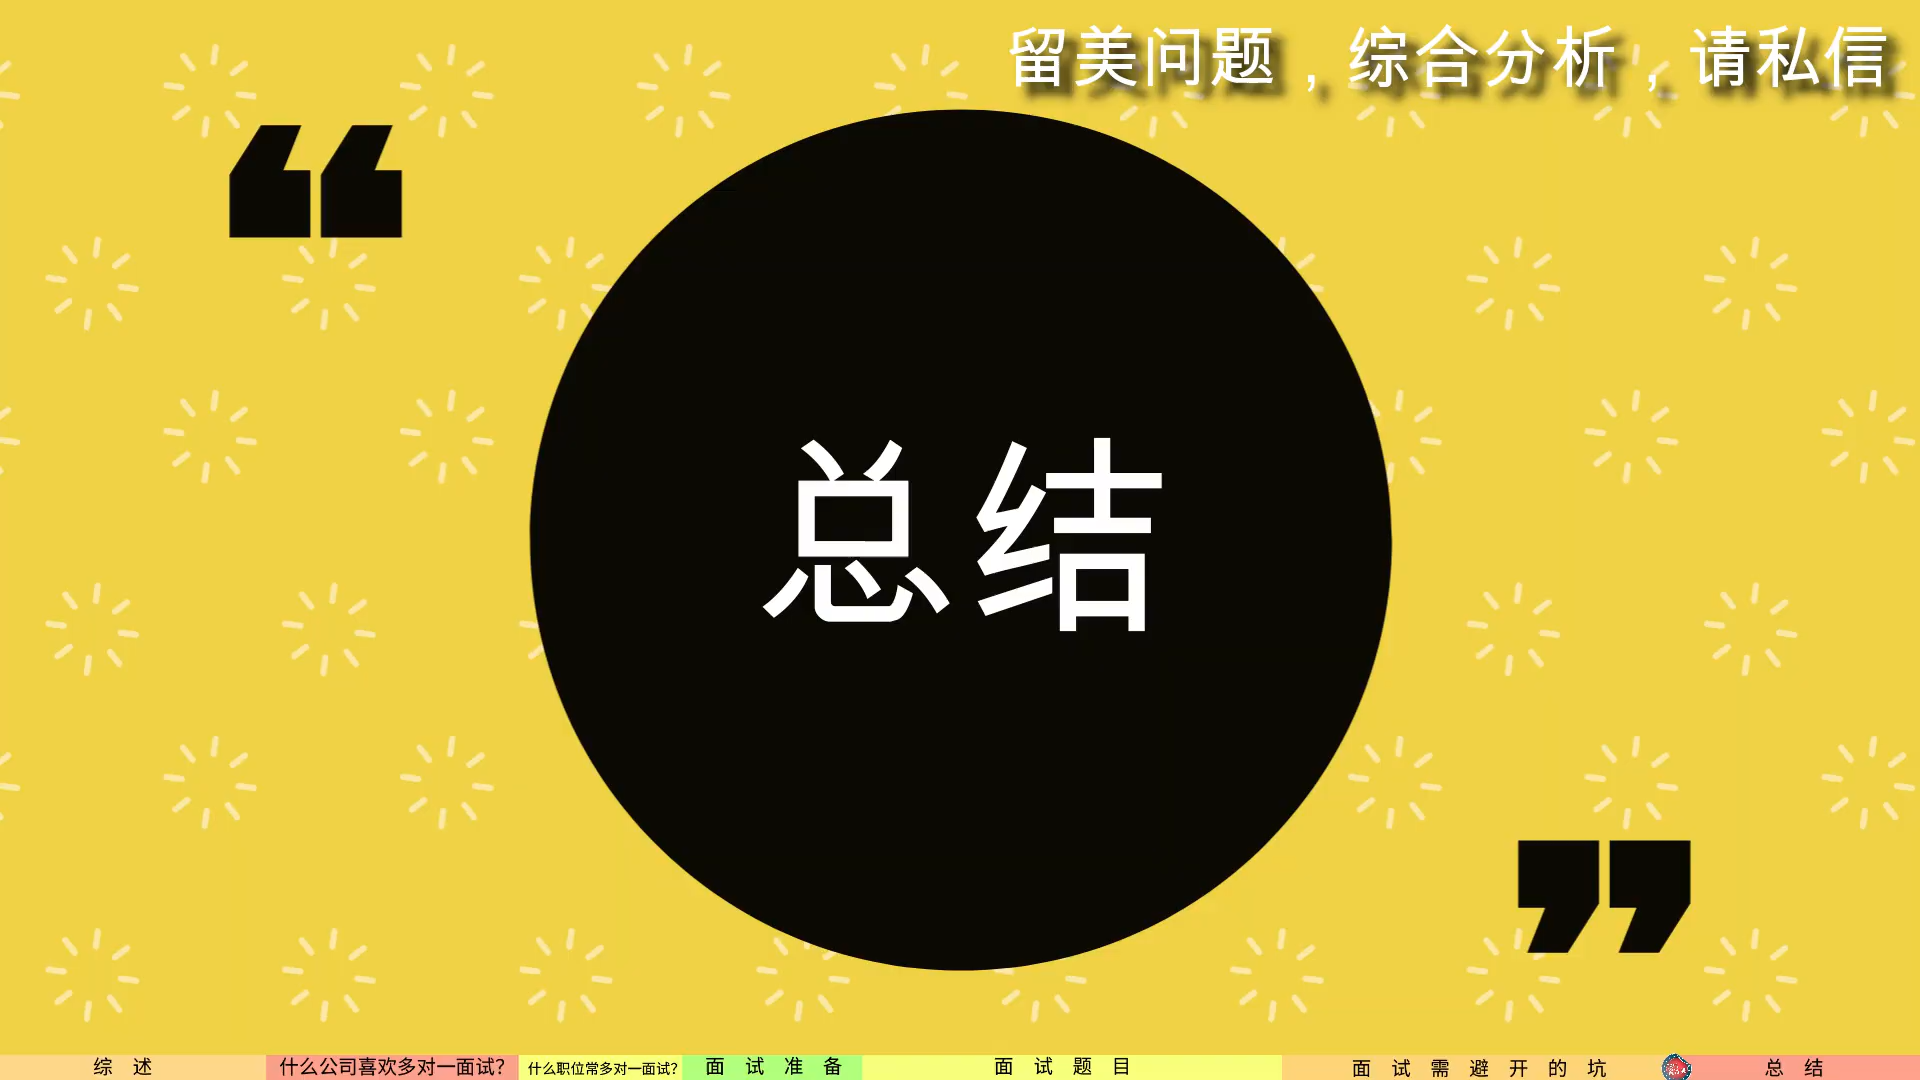 留美问题，综合分析，请私信
“
总结
”
综述 什么公司喜欢多对一面试? 什么职位常多对一面试? 面试准备 面试题目 面试需避开的坑 总结